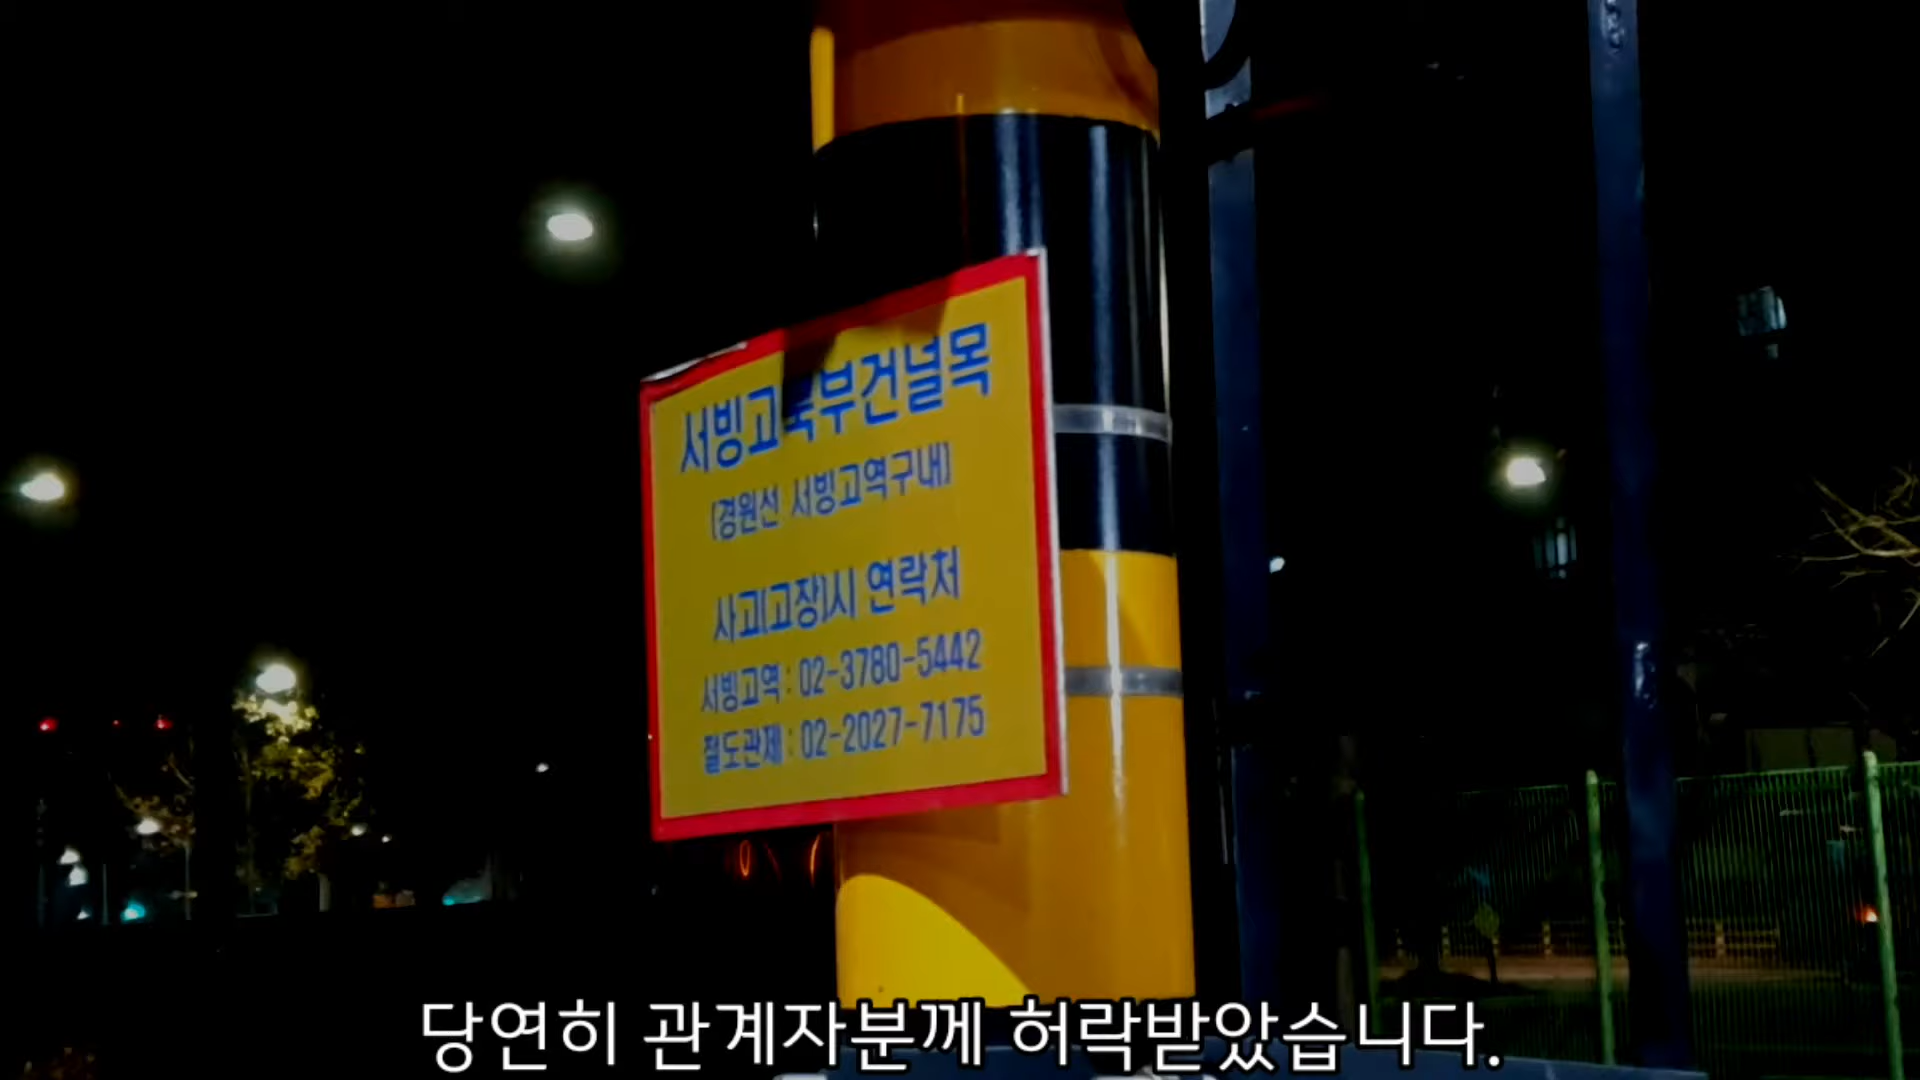 서빙고북부건널목
(경원선 서빙고역구내)
사고(고장)시 연락처
서빙고역 : 02-3780-5442
철도관제 : 02-2027-7175
당연히 관계자분께 허락받았습니다.